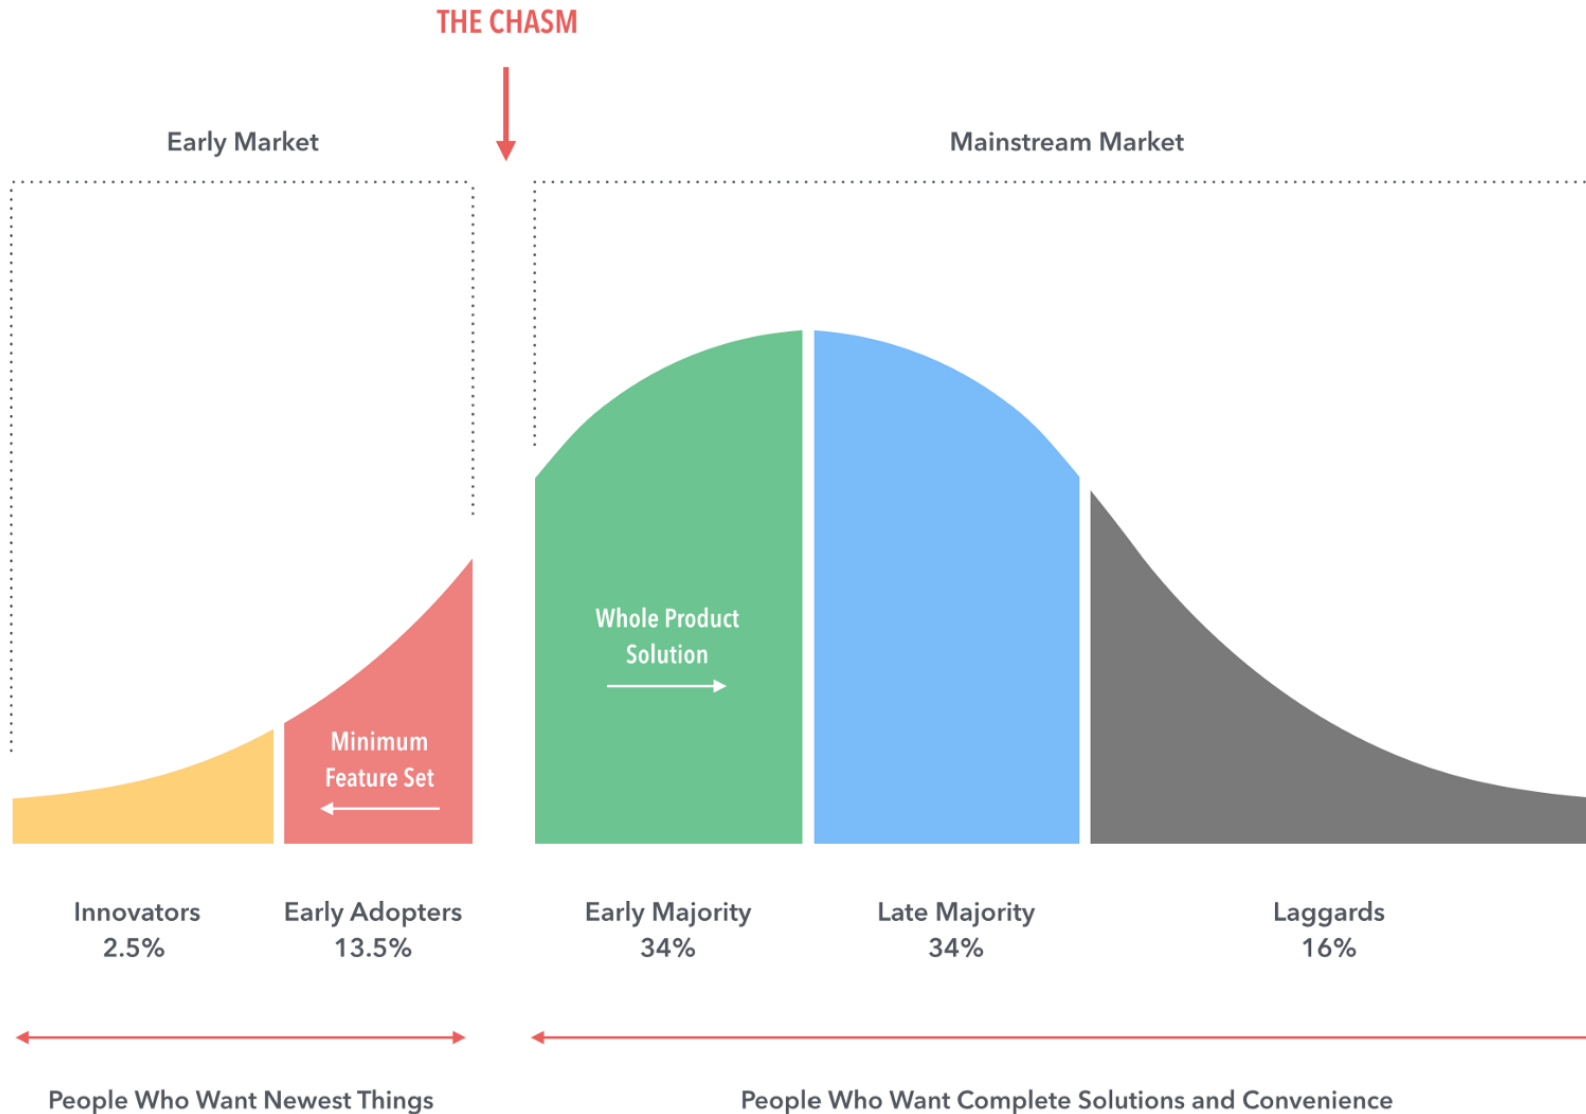 THE CHASM
Early Market
Mainstream Market
Whole Product
Solution
Minimum
Feature Set
Innovators
2.5%
Early Adopters
13.5%
Early Majority
34%
Late Majority
34%
Laggards
16%
People Who Want Newest Things
People Who Want Complete Solutions and Convenience